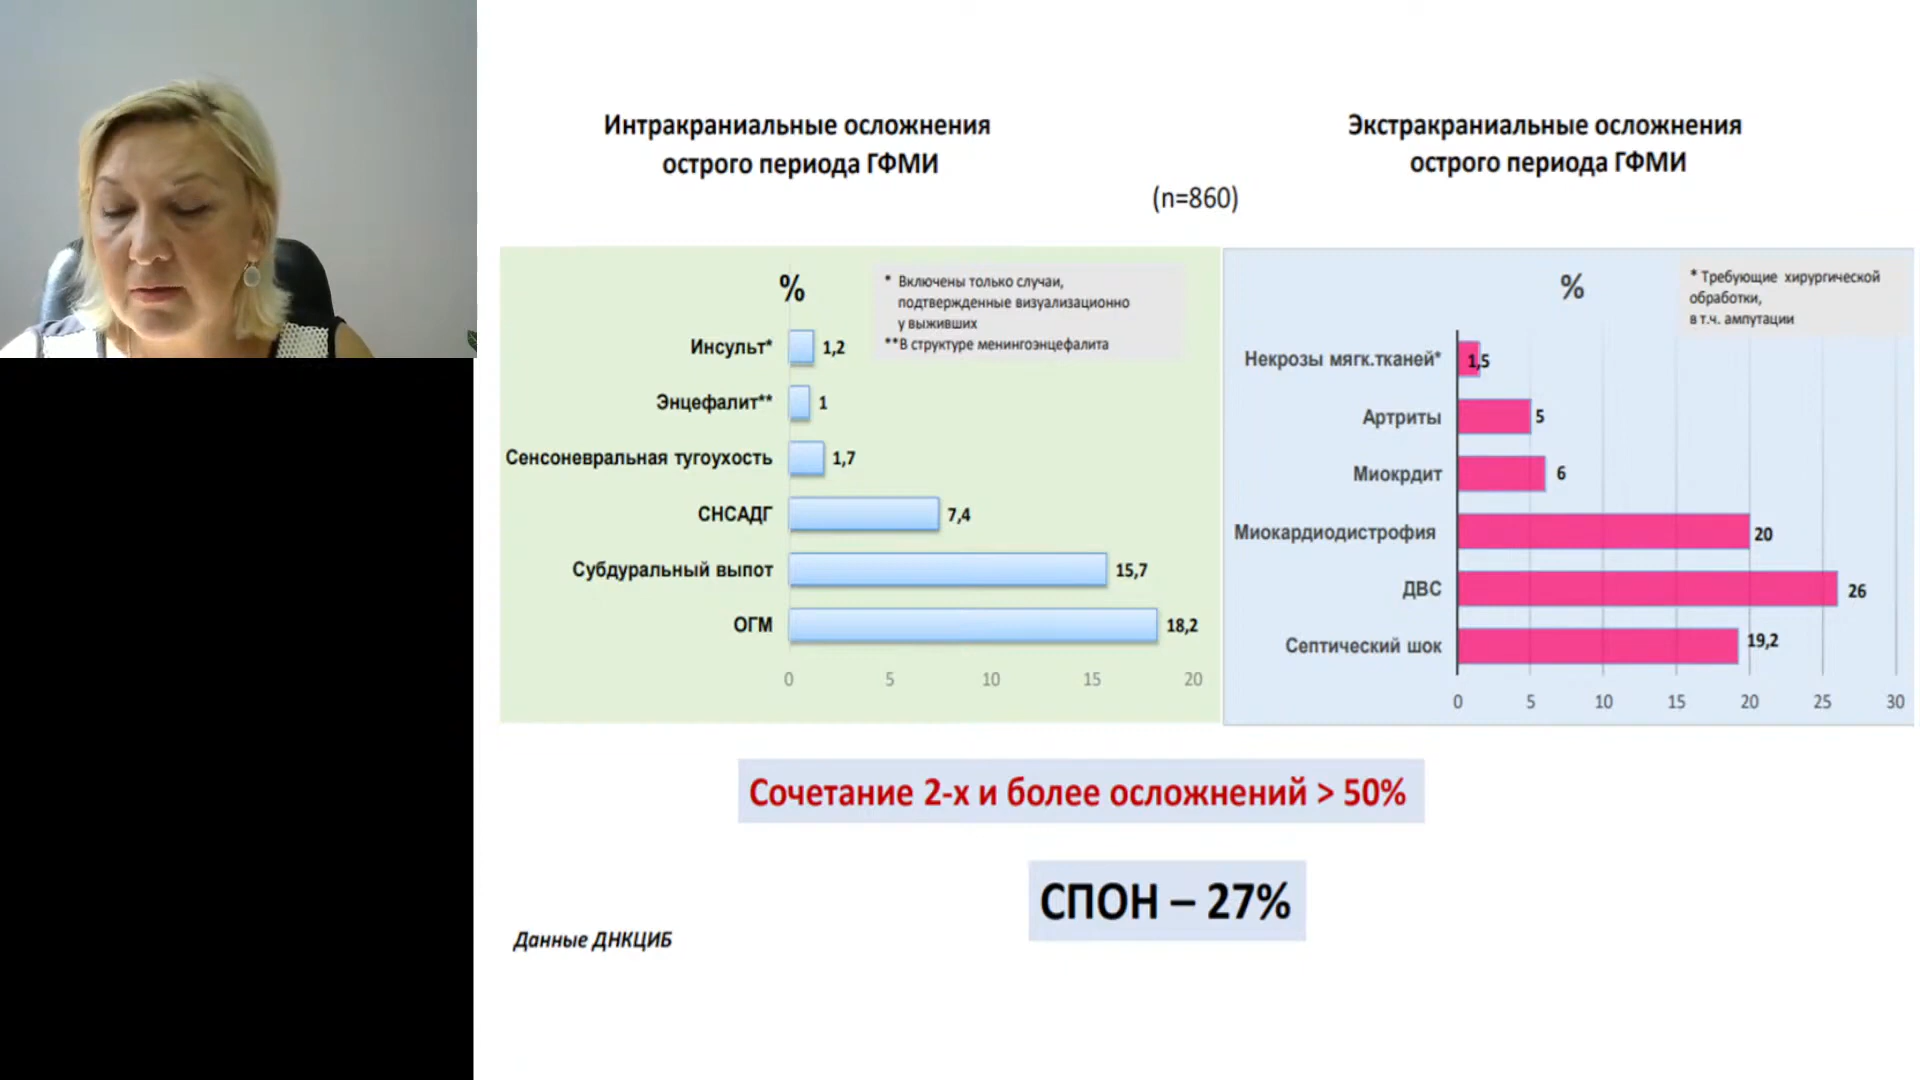 Интракраниальные осложнения
острого периода ГФМИ
Экстракраниальные осложнения
острого периода ГФМИ
(n=860)
%
* Включены только случаи,
подтвержденные визуализационно
у выживших
**В структуре менингоэнцефалита
Инсульт* 1,2
Энцефалит** 1
Сенсоневральная тугоухость 1,7
СНСАДГ 7,4
Субдуральный выпот 15,7
ОГМ 18,2
0 5 10 15 20
%
* Требующие хирургической
обработки,
в т.ч. ампутации
Некрозы мягк.тканей* 1,5
Артриты 5
Миокрдит 6
Миокардиодистрофия 20
ДВС 26
Септический шок 19,2
0 5 10 15 20 25 30
Сочетание 2-х и более осложнений > 50%
СПОН – 27%
Данные ДНКЦИБ